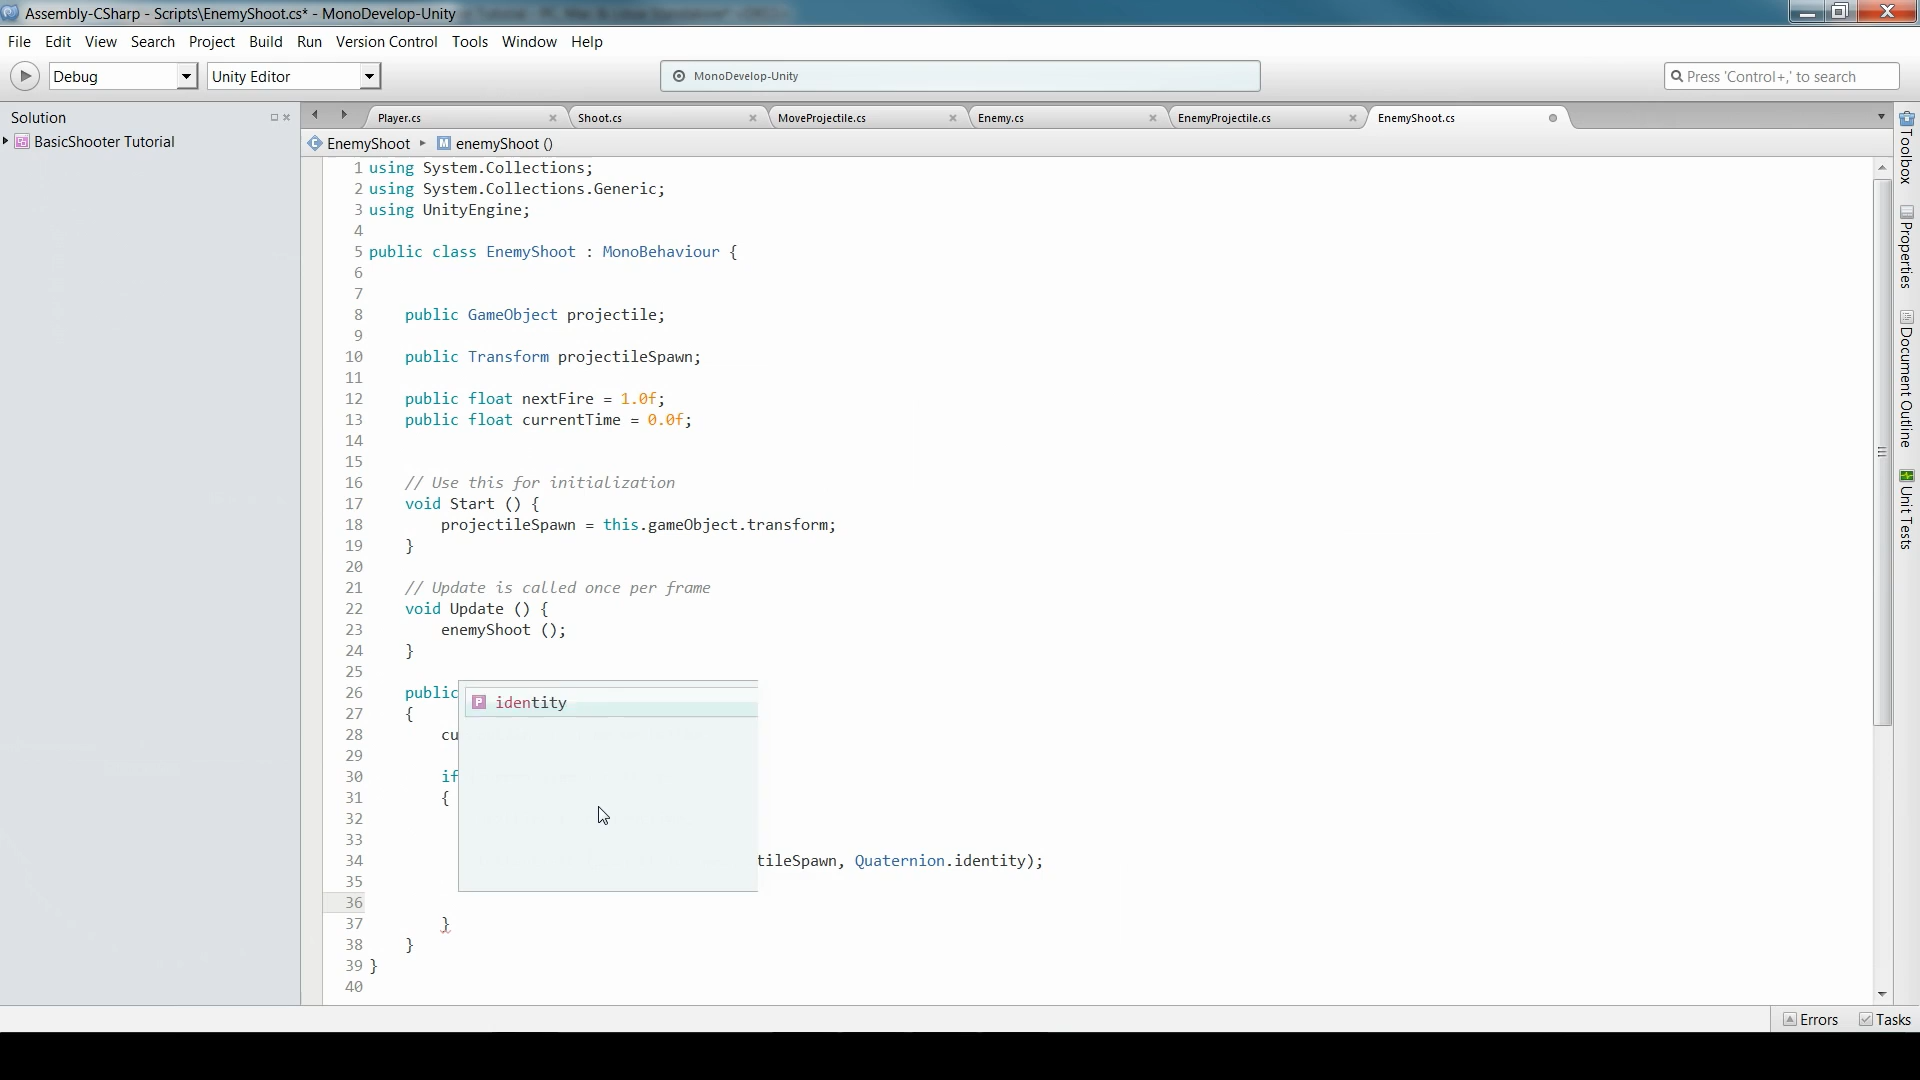 Assembly-CSharp - Scripts\EnemyShoot.cs* - MonoDevelop-Unity
File Edit View Search Project Build Run Version Control Tools Window Help
Debug Unity Editor MonoDevelop-Unity Press 'Control+,' to search
Solution
BasicShooter Tutorial
Player.cs Shoot.cs MoveProjectile.cs Enemy.cs EnemyProjectile.cs EnemyShoot.cs
EnemyShoot M enemyShoot ()
1 using System.Collections;
2 using System.Collections.Generic;
3 using UnityEngine;
4
5 public class EnemyShoot : MonoBehaviour {
6
7
8 public GameObject projectile;
9
10 public Transform projectileSpawn;
11
12 public float nextFire = 1.0f;
13 public float currentTime = 0.0f;
14
15
16 // Use this for initialization
17 void Start () {
18 projectileSpawn = this.gameObject.transform;
19 }
20
21 // Update is called once per frame
22 void Update () {
23 enemyShoot ();
24 }
25
26 public
27 {
28 cu
29
30 if
31 {
32
33
34 tileSpawn, Quaternion.identity);
35
36
37 }
38 }
39 }
40
P identity
Toolbox
Properties
Document Outline
Unit Tests
Errors Tasks